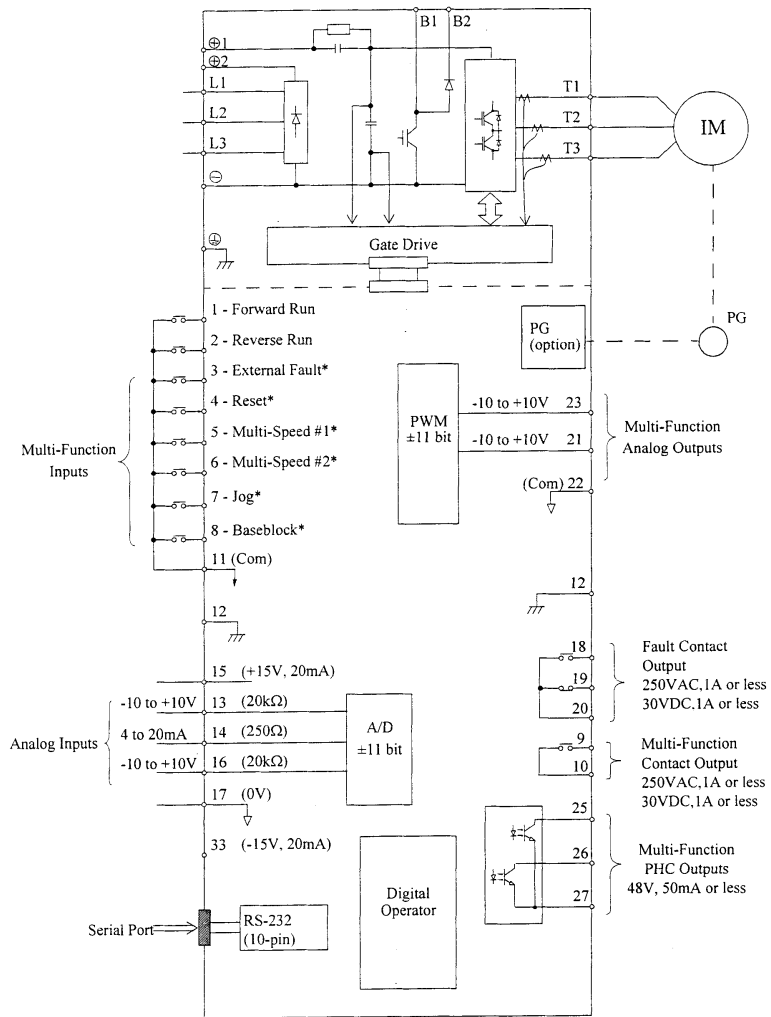 B1 B2
⊕1
⊕2
L1
L2
L3
⊖
T1
T2
T3
IM
Gate Drive
1 - Forward Run
2 - Reverse Run
3 - External Fault*
4 - Reset*
5 - Multi-Speed #1*
6 - Multi-Speed #2*
7 - Jog*
8 - Baseblock*
11 (Com)
Multi-Function
Inputs
12
PG
(option)
PG
PWM
±11 bit
-10 to +10V 23
-10 to +10V 21
(Com) 22
Multi-Function
Analog Outputs
12
15 (+15V, 20mA)
-10 to +10V 13 (20kΩ)
4 to 20mA 14 (250Ω)
-10 to +10V 16 (20kΩ)
17 (0V)
33 (-15V, 20mA)
Analog Inputs
A/D
±11 bit
18
19
20
Fault Contact
Output
250VAC,1A or less
30VDC,1A or less
9
10
Multi-Function
Contact Output
250VAC,1A or less
30VDC,1A or less
25
26
27
Multi-Function
PHC Outputs
48V, 50mA or less
Digital
Operator
Serial Port
RS-232
(10-pin)